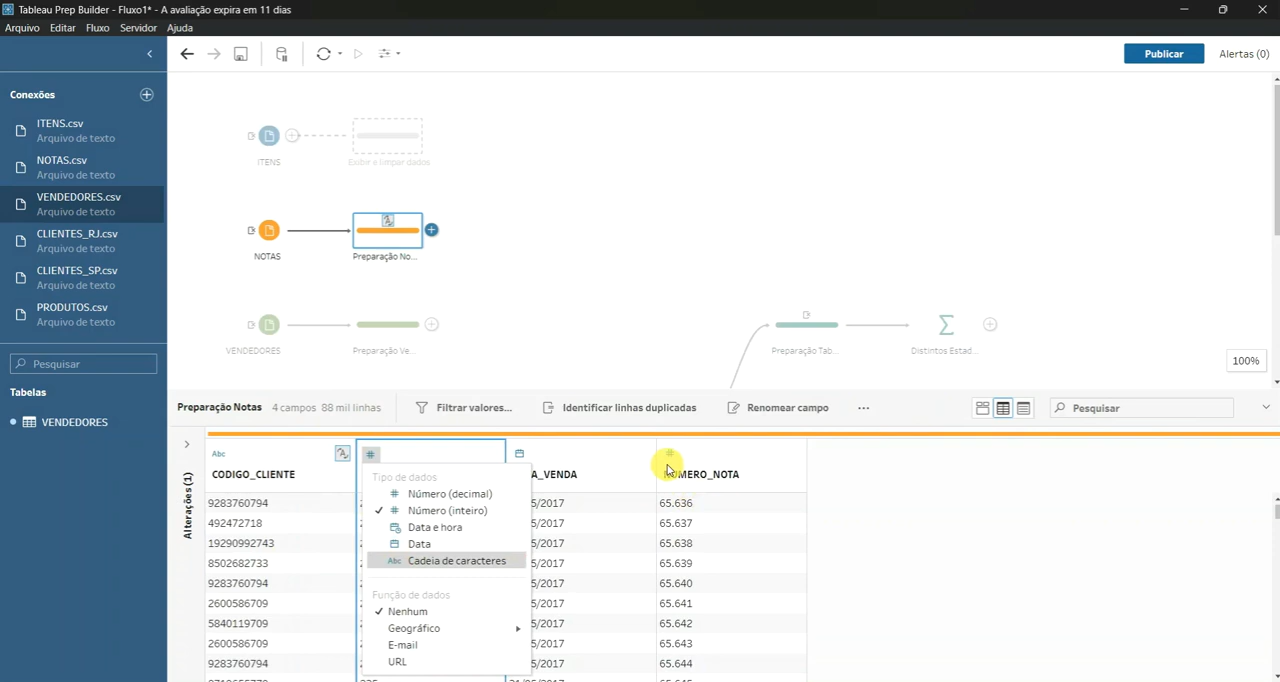 Tableau Prep Builder - Fluxo1* - A avaliação expira em 11 dias
Arquivo Editar Fluxo Servidor Ajuda
Publicar Alertas (0)
Conexões
ITENS.csv
Arquivo de texto
NOTAS.csv
Arquivo de texto
VENDEDORES.csv
Arquivo de texto
CLIENTES_RJ.csv
Arquivo de texto
CLIENTES_SP.csv
Arquivo de texto
PRODUTOS.csv
Arquivo de texto
Pesquisar
Tabelas
VENDEDORES
ITENS Exibir e limpar dados
NOTAS Preparação No...
VENDEDORES Preparação Ve... Preparação Tab... Distintos Estad...
100%
Preparação Notas 4 campos 88 mil linhas Filtrar valores... Identificar linhas duplicadas Renomear campo ... Pesquisar
Alterações (1)
Abc # #
CODIGO_CLIENTE A_VENDA NUMERO_NOTA
9283760794 5/2017 65.636
492472718 5/2017 65.637
19290992743 5/2017 65.638
8502682733 5/2017 65.639
9283760794 5/2017 65.640
2600586709 5/2017 65.641
5840119709 5/2017 65.642
2600586709 5/2017 65.643
9283760794 5/2017 65.644
Tipo de dados
# Número (decimal)
✓ # Número (inteiro)
Data e hora
Data
Abc Cadeia de caracteres
Função de dados
✓ Nenhum
Geográfico
E-mail
URL